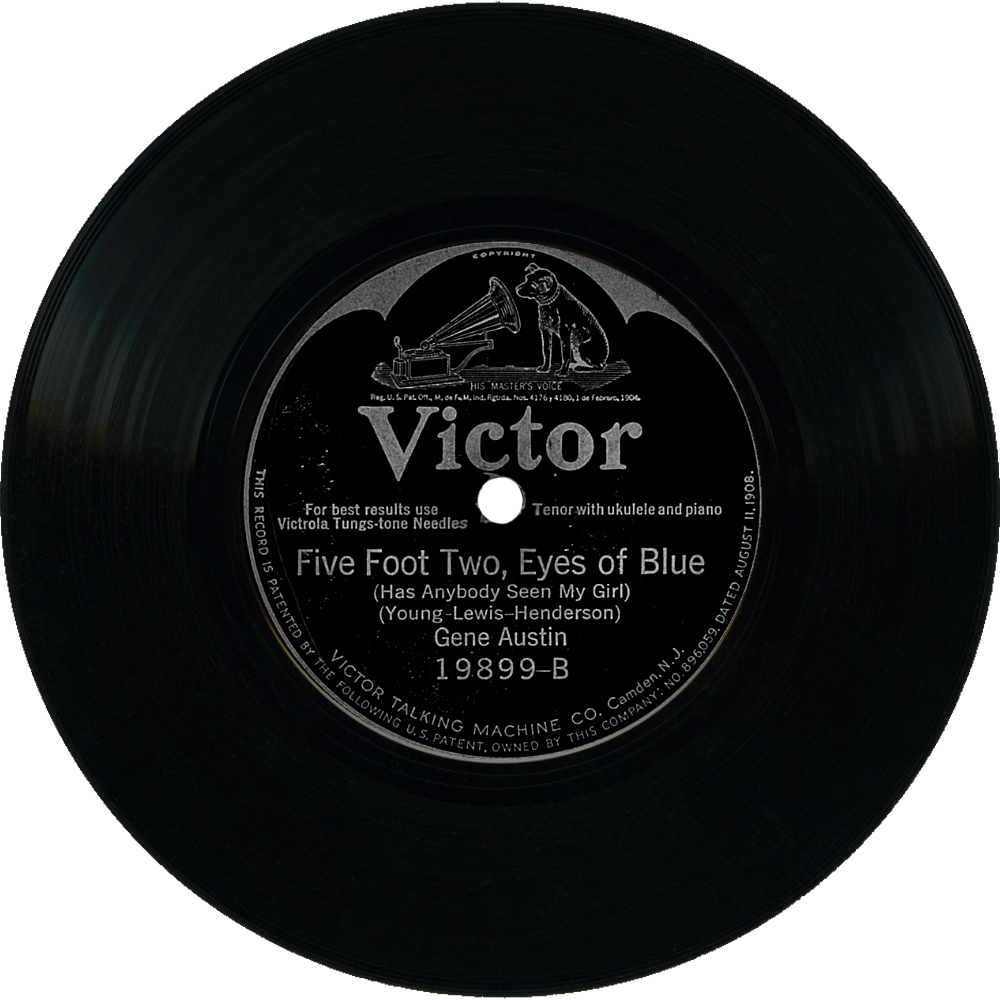 COPYRIGHT
HIS MASTER'S VOICE
Reg. U. S. Pat. Off., M. de F. & M. Ind. Rgtrda. Nos. 4176 y 4180, 1 de Febrero, 1904.
Victor
For best results use
Victrola Tungs-tone Needles
Tenor with ukulele and piano
Five Foot Two, Eyes of Blue
(Has Anybody Seen My Girl)
(Young-Lewis-Henderson)
Gene Austin
19899-B
VICTOR TALKING MACHINE CO. Camden, N. J.
THIS RECORD IS PATENTED BY THE FOLLOWING U.S. PATENT, OWNED BY THIS COMPANY: NO. 896059, DATED AUGUST 11, 1908.